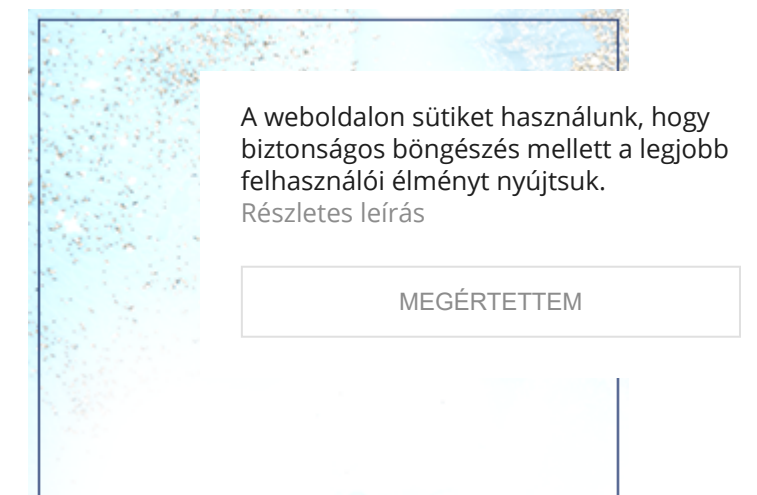 A weboldalon sütiket használunk, hogy
biztonságos böngészés mellett a legjobb
felhasználói élményt nyújtsuk.
Részletes leírás
MEGÉRTETTEM